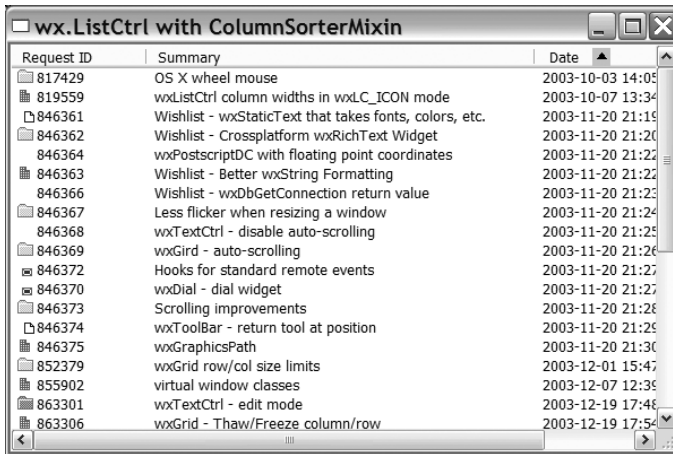 wx.ListCtrl with ColumnSorterMixin
Request ID Summary Date
817429 OS X wheel mouse 2003-10-03 14:05
819559 wxListCtrl column widths in wxLC_ICON mode 2003-10-07 13:34
846361 Wishlist - wxStaticText that takes fonts, colors, etc. 2003-11-20 21:19
846362 Wishlist - Crossplatform wxRichText Widget 2003-11-20 21:20
846364 wxPostscriptDC with floating point coordinates 2003-11-20 21:22
846363 Wishlist - Better wxString Formatting 2003-11-20 21:22
846366 Wishlist - wxDbGetConnection return value 2003-11-20 21:23
846367 Less flicker when resizing a window 2003-11-20 21:24
846368 wxTextCtrl - disable auto-scrolling 2003-11-20 21:25
846369 wxGird - auto-scrolling 2003-11-20 21:26
846372 Hooks for standard remote events 2003-11-20 21:27
846370 wxDial - dial widget 2003-11-20 21:27
846373 Scrolling improvements 2003-11-20 21:28
846374 wxToolBar - return tool at position 2003-11-20 21:29
846375 wxGraphicsPath 2003-11-20 21:30
852379 wxGrid row/col size limits 2003-12-01 15:47
855902 virtual window classes 2003-12-07 12:39
863301 wxTextCtrl - edit mode 2003-12-19 17:48
863306 wxGrid - Thaw/Freeze column/row 2003-12-19 17:54